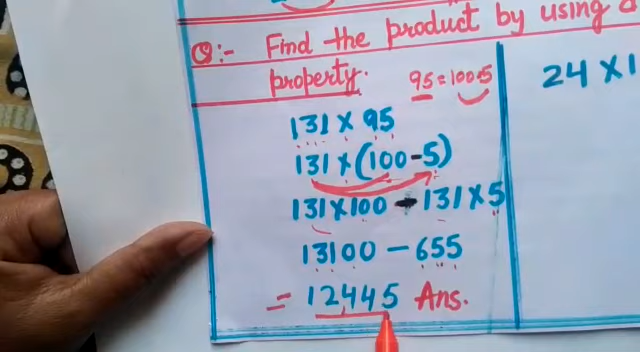 Q:- Find the product by using
property. 95=100-5
131 × 95
131 × (100-5)
131×100 - 131×5
13100 - 655
= 12445 Ans.
24 × 1